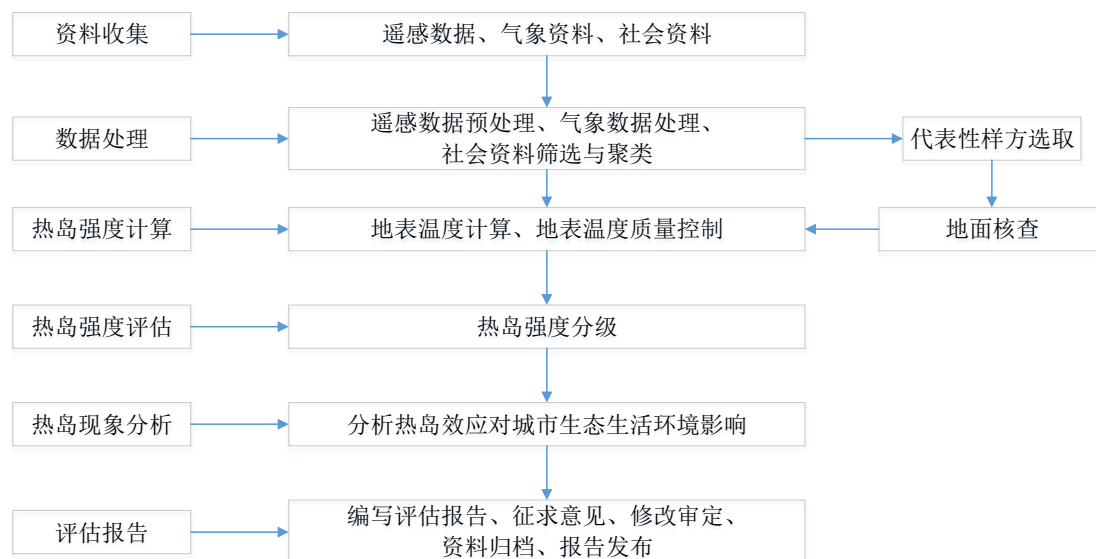 资料收集
遥感数据、气象资料、社会资料
数据处理
遥感数据预处理、气象数据处理、
社会资料筛选与聚类
代表性样方选取
热岛强度计算
地表温度计算、地表温度质量控制
地面核查
热岛强度评估
热岛强度分级
热岛现象分析
分析热岛效应对城市生态生活环境影响
评估报告
编写评估报告、征求意见、修改审定、
资料归档、报告发布